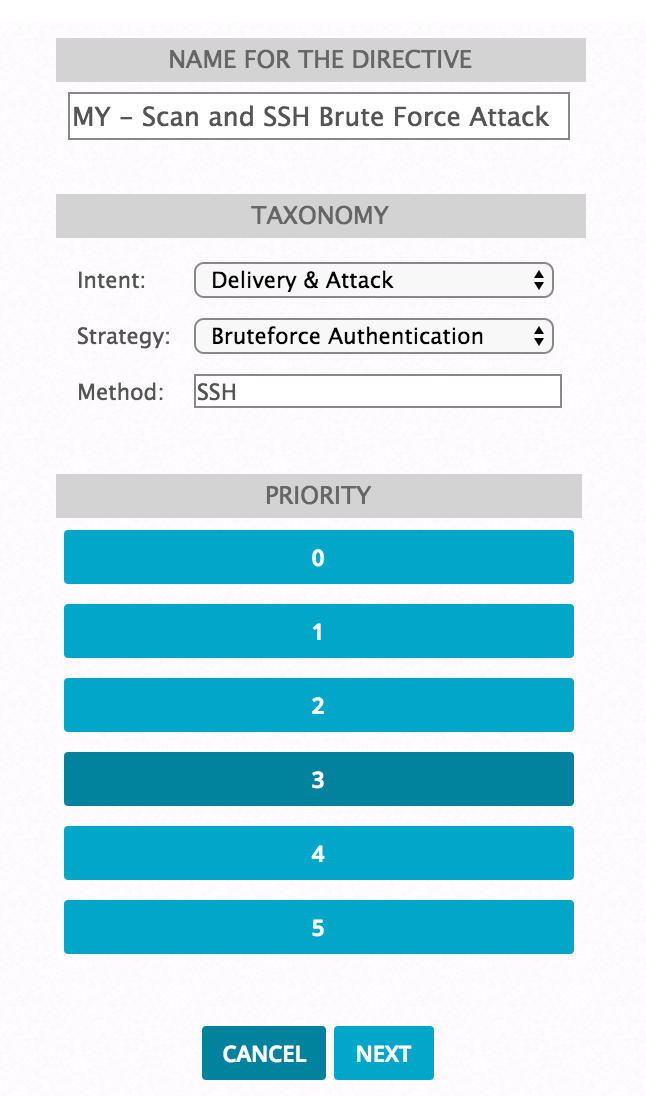 NAME FOR THE DIRECTIVE
MY – Scan and SSH Brute Force Attack
TAXONOMY
Intent: Delivery & Attack
Strategy: Bruteforce Authentication
Method: SSH
PRIORITY
0
1
2
3
4
5
CANCEL NEXT